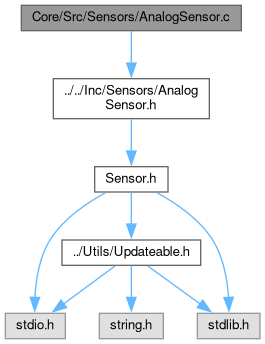 Core/Src/Sensors/AnalogSensor.c
../../Inc/Sensors/Analog
Sensor.h
Sensor.h
../Utils/Updateable.h
stdio.h
string.h
stdlib.h